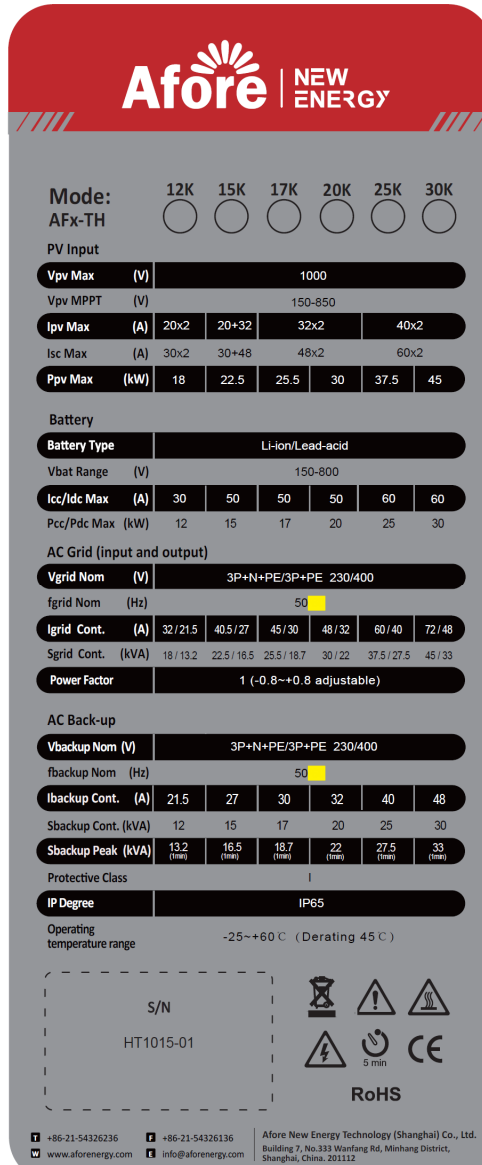 Afore | NEW ENERGY
Mode: 12K 15K 17K 20K 25K 30K
AFx-TH
PV Input
Vpv Max (V) 1000
Vpv MPPT (V) 150-850
Ipv Max (A) 20x2 20+32 32x2 40x2
Isc Max (A) 30x2 30+48 48x2 60x2
Ppv Max (kW) 18 22.5 25.5 30 37.5 45
Battery
Battery Type Li-ion/Lead-acid
Vbat Range (V) 150-800
Icc/Idc Max (A) 30 50 50 50 60 60
Pcc/Pdc Max (kW) 12 15 17 20 25 30
AC Grid (input and output)
Vgrid Nom (V) 3P+N+PE/3P+PE 230/400
fgrid Nom (Hz) 50
Igrid Cont. (A) 32/21.5 40.5/27 45/30 48/32 60/40 72/48
Sgrid Cont. (kVA) 18/13.2 22.5/16.5 25.5/18.7 30/22 37.5/27.5 45/33
Power Factor 1 (-0.8~+0.8 adjustable)
AC Back-up
Vbackup Nom (V) 3P+N+PE/3P+PE 230/400
fbackup Nom (Hz) 50
Ibackup Cont. (A) 21.5 27 30 32 40 48
Sbackup Cont. (kVA) 12 15 17 20 25 30
Sbackup Peak (kVA) 13.2 (1min) 16.5 (1min) 18.7 (1min) 22 (1min) 27.5 (1min) 33 (1min)
Protective Class I
IP Degree IP65
Operating
temperature range -25~+60℃ (Derating 45℃)
S/N
HT1015-01
5 min
CE
RoHS
T +86-21-54326236 F +86-21-54326136
W www.aforenergy.com E info@aforenergy.com
Afore New Energy Technology (Shanghai) Co., Ltd.
Building 7, No.333 Wanfang Rd, Minhang District,
Shanghai, China. 201112